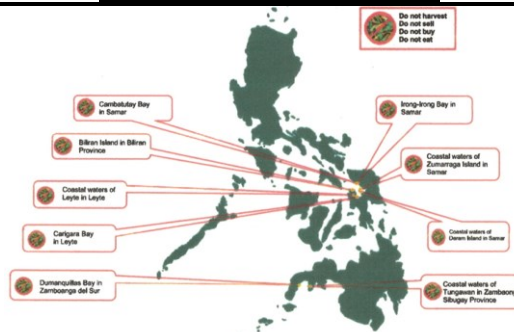 Do not harvest
Do not sell
Do not buy
Do not eat
Cambatutay Bay
in Samar
Irong-Irong Bay in
Samar
Biliran Island in Biliran
Province
Coastal waters of
Zumarraga Island in
Samar
Coastal waters of
Leyte in Leyte
Carigara Bay
in Leyte
Coastal waters of
Daram Island in Samar
Dumanquillas Bay in
Zamboanga del Sur
Coastal waters of
Tungawan in Zamboang
Sibugay Province